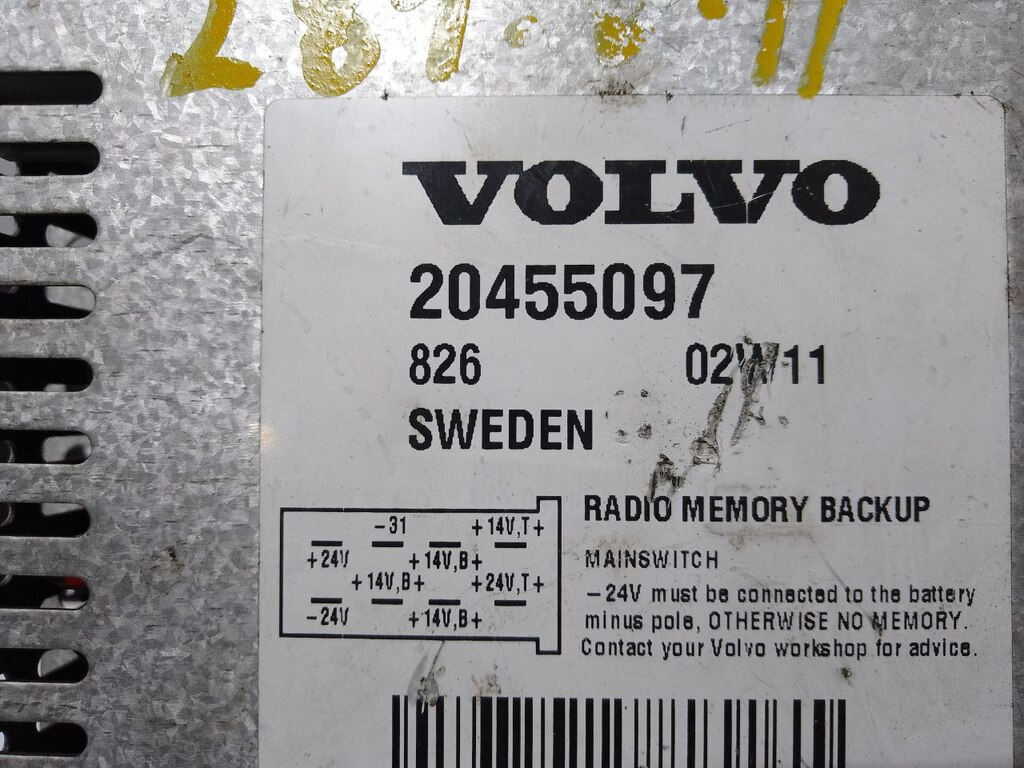 VOLVO
20455097
826 02W11
SWEDEN
-31 +14V,T+
+24V +14V,B+
+14V,B+ +24V,T+
-24V +14V,B+
RADIO MEMORY BACKUP
MAINSWITCH
-24V must be connected to the battery
minus pole, OTHERWISE NO MEMORY.
Contact your Volvo workshop for advice.